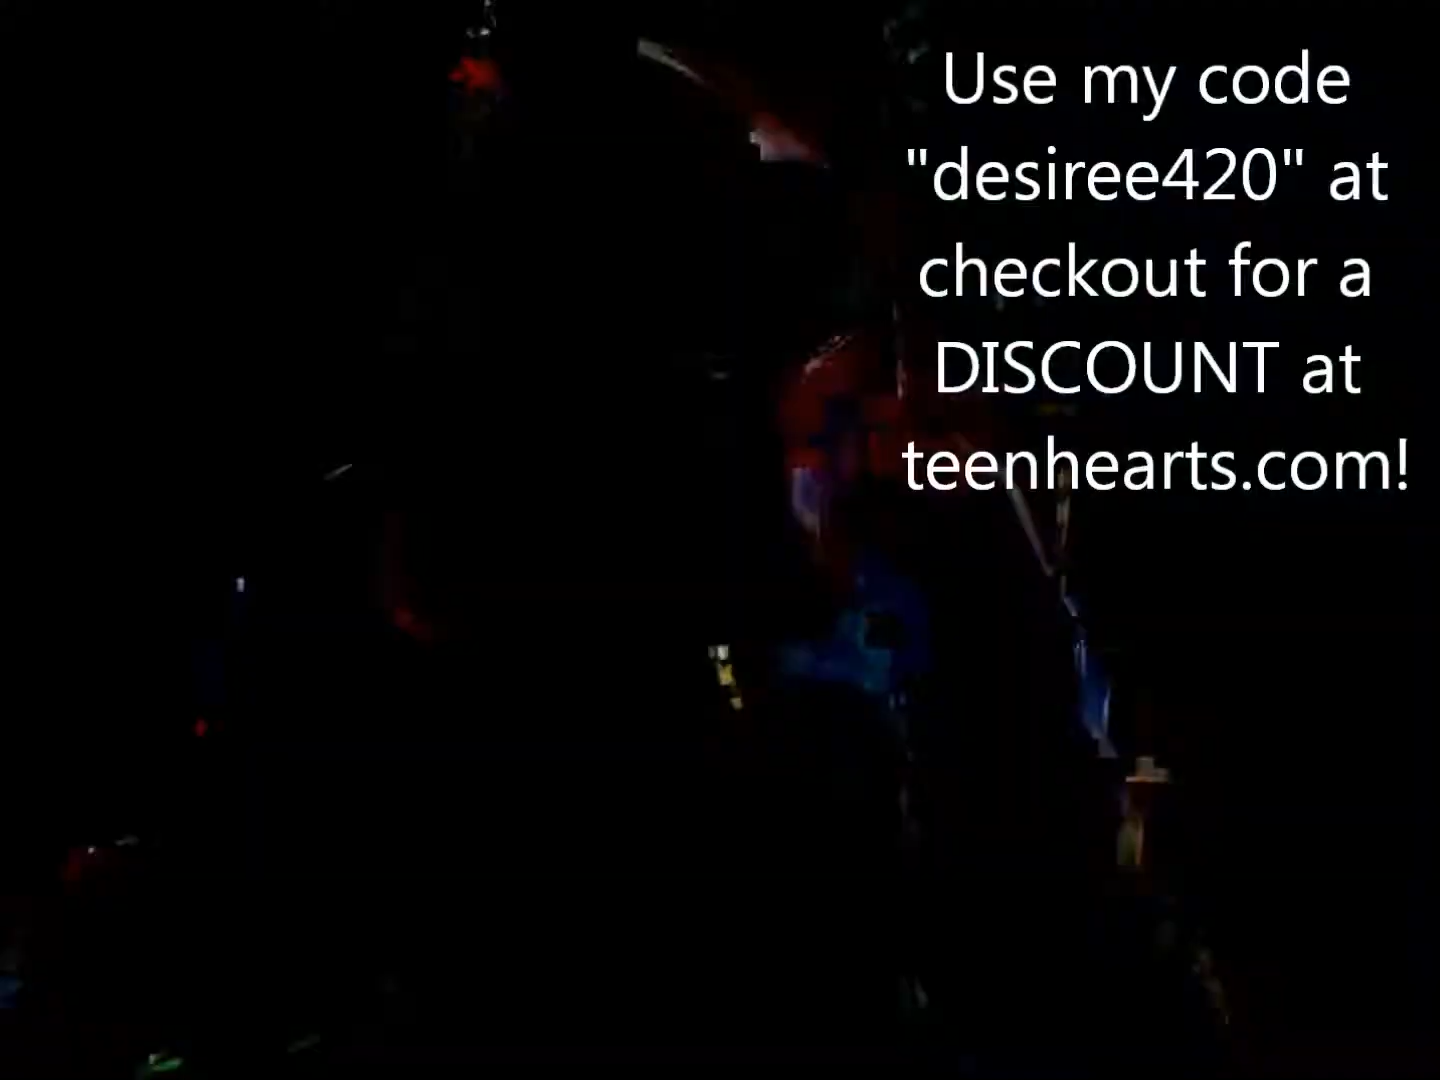 Use my code
"desiree420" at
checkout for a
DISCOUNT at
teenhearts.com!